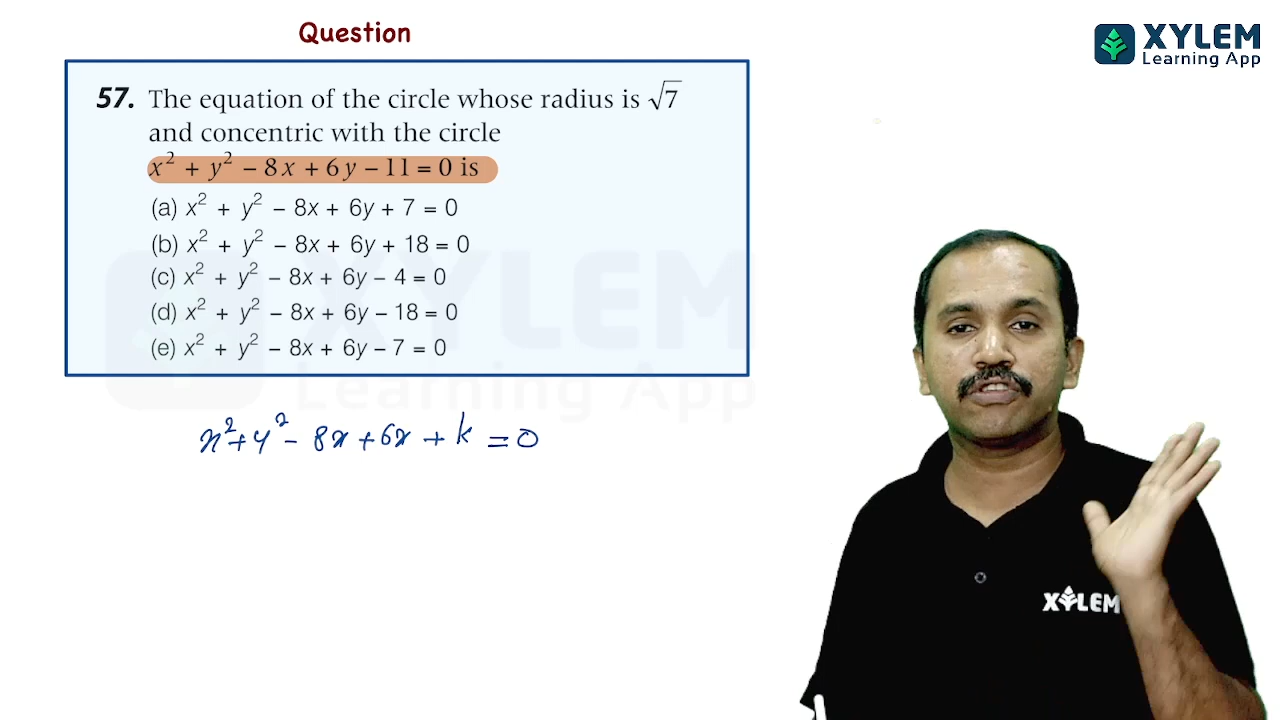 Question
XYLEM
Learning App
57. The equation of the circle whose radius is √7
and concentric with the circle
x² + y² − 8x + 6y − 11 = 0 is
(a) x² + y² − 8x + 6y + 7 = 0
(b) x² + y² − 8x + 6y + 18 = 0
(c) x² + y² − 8x + 6y − 4 = 0
(d) x² + y² − 8x + 6y − 18 = 0
(e) x² + y² − 8x + 6y − 7 = 0
XYLEM
Learning App
x² + y² − 8x + 6x + k = 0
XYLEM